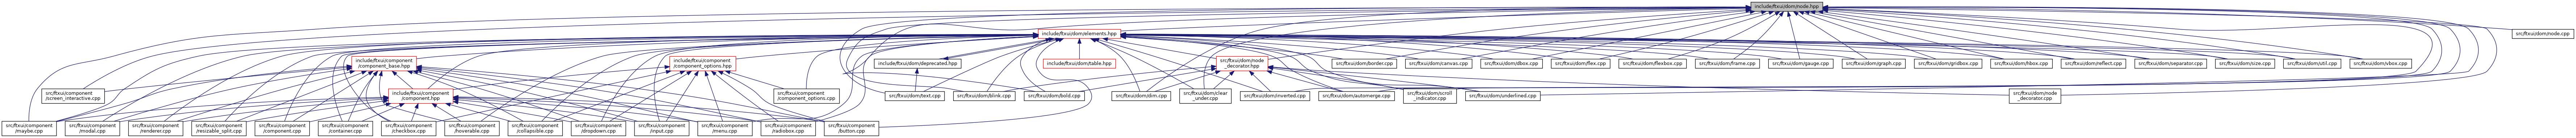 include/ftxui/dom/node.hpp
include/ftxui/dom/elements.hpp
src/ftxui/dom/node.cpp
include/ftxui/component
/component_base.hpp
include/ftxui/component
/component_options.hpp
include/ftxui/dom/deprecated.hpp
include/ftxui/dom/table.hpp
src/ftxui/dom/node
_decorator.hpp
src/ftxui/dom/border.cpp
src/ftxui/dom/canvas.cpp
src/ftxui/dom/dbox.cpp
src/ftxui/dom/flex.cpp
src/ftxui/dom/flexbox.cpp
src/ftxui/dom/frame.cpp
src/ftxui/dom/gauge.cpp
src/ftxui/dom/graph.cpp
src/ftxui/dom/gridbox.cpp
src/ftxui/dom/hbox.cpp
src/ftxui/dom/reflect.cpp
src/ftxui/dom/separator.cpp
src/ftxui/dom/size.cpp
src/ftxui/dom/util.cpp
src/ftxui/dom/vbox.cpp
src/ftxui/component
/screen_interactive.cpp
include/ftxui/component
/component.hpp
src/ftxui/component
/component_options.cpp
src/ftxui/dom/text.cpp
src/ftxui/dom/blink.cpp
src/ftxui/dom/bold.cpp
src/ftxui/dom/dim.cpp
src/ftxui/dom/clear
_under.cpp
src/ftxui/dom/inverted.cpp
src/ftxui/dom/automerge.cpp
src/ftxui/dom/scroll
_indicator.cpp
src/ftxui/dom/underlined.cpp
src/ftxui/dom/node
_decorator.cpp
src/ftxui/component
/maybe.cpp
src/ftxui/component
/modal.cpp
src/ftxui/component
/renderer.cpp
src/ftxui/component
/resizable_split.cpp
src/ftxui/component
/component.cpp
src/ftxui/component
/container.cpp
src/ftxui/component
/checkbox.cpp
src/ftxui/component
/hoverable.cpp
src/ftxui/component
/collapsible.cpp
src/ftxui/component
/dropdown.cpp
src/ftxui/component
/input.cpp
src/ftxui/component
/menu.cpp
src/ftxui/component
/radiobox.cpp
src/ftxui/component
/button.cpp